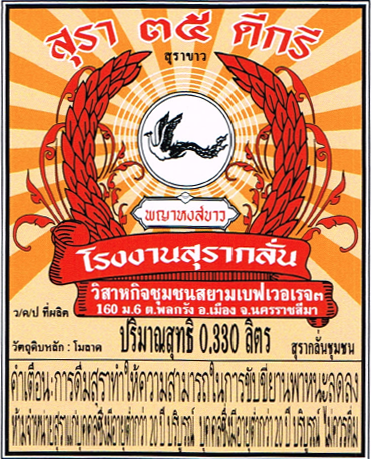 สุรา ๓๕ ดีกรี
สุราขาว
พญาหงส์ขาว
โรงงานสุรากลั่น
วิสาหกิจชุมชนสยามเบฟเวอเรจ๓
160 ม.6 ต.พลกรัง อ.เมือง จ.นครราชสีมา
ว/ด/ป ที่ผลิต
วัตถุดิบหลัก : โมลาส ปริมาณสุทธิ 0.330 ลิตร สุรากลั่นชุมชน
คำเตือน:การดื่มสุราทำให้ความสามารถในการขับขี่ยานพาหนะลดลง
ห้ามจำหน่ายสุราแก่บุคคลซึ่งมีอายุต่ำกว่า 20 ปี บริบูรณ์ บุคคลซึ่งมีอายุต่ำกว่า 20 ปี บริบูรณ์ ไม่ควรดื่ม